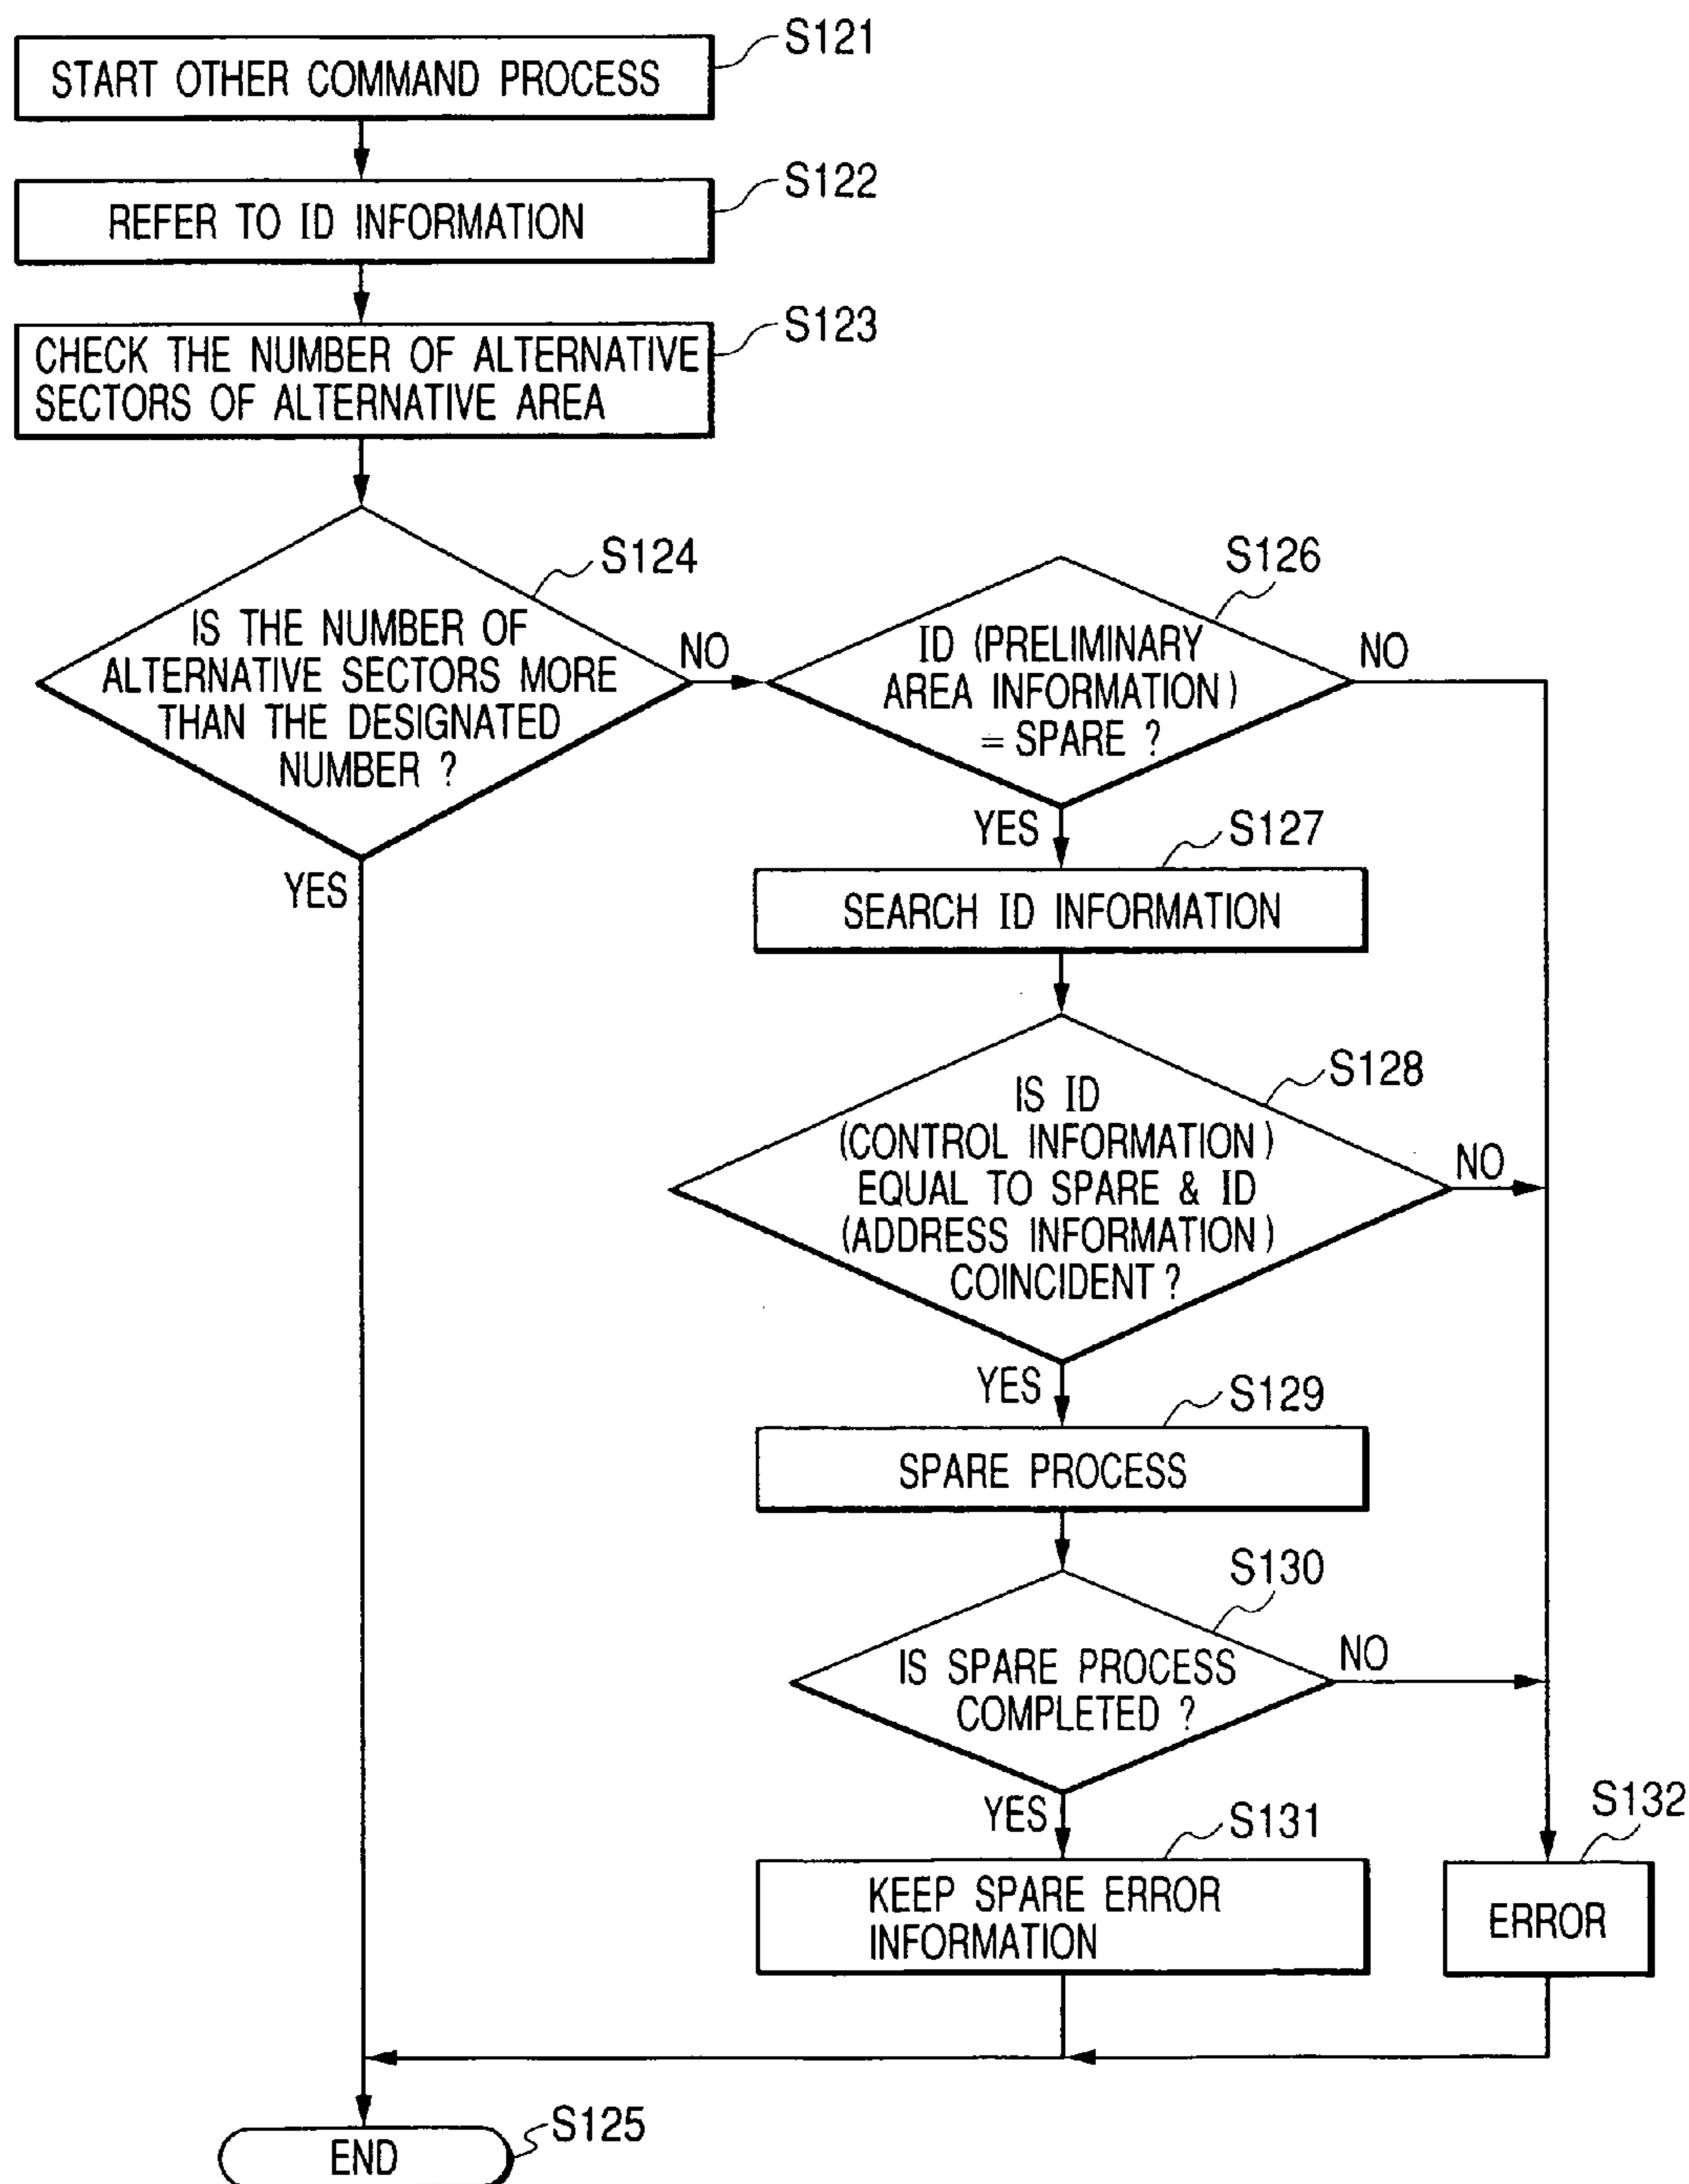 S121
START OTHER COMMAND PROCESS
S122
REFER TO ID INFORMATION
S123
CHECK THE NUMBER OF ALTERNATIVE
SECTORS OF ALTERNATIVE AREA
S124
IS THE NUMBER OF
ALTERNATIVE SECTORS MORE
THAN THE DESIGNATED
NUMBER ?
NO
YES
S126
ID (PRELIMINARY
AREA INFORMATION)
= SPARE ?
NO
YES
S127
SEARCH ID INFORMATION
S128
IS ID
(CONTROL INFORMATION)
EQUAL TO SPARE & ID
(ADDRESS INFORMATION)
COINCIDENT ?
NO
YES
S129
SPARE PROCESS
S130
IS SPARE PROCESS
COMPLETED ?
NO
YES
S131
KEEP SPARE ERROR
INFORMATION
S132
ERROR
S125
END